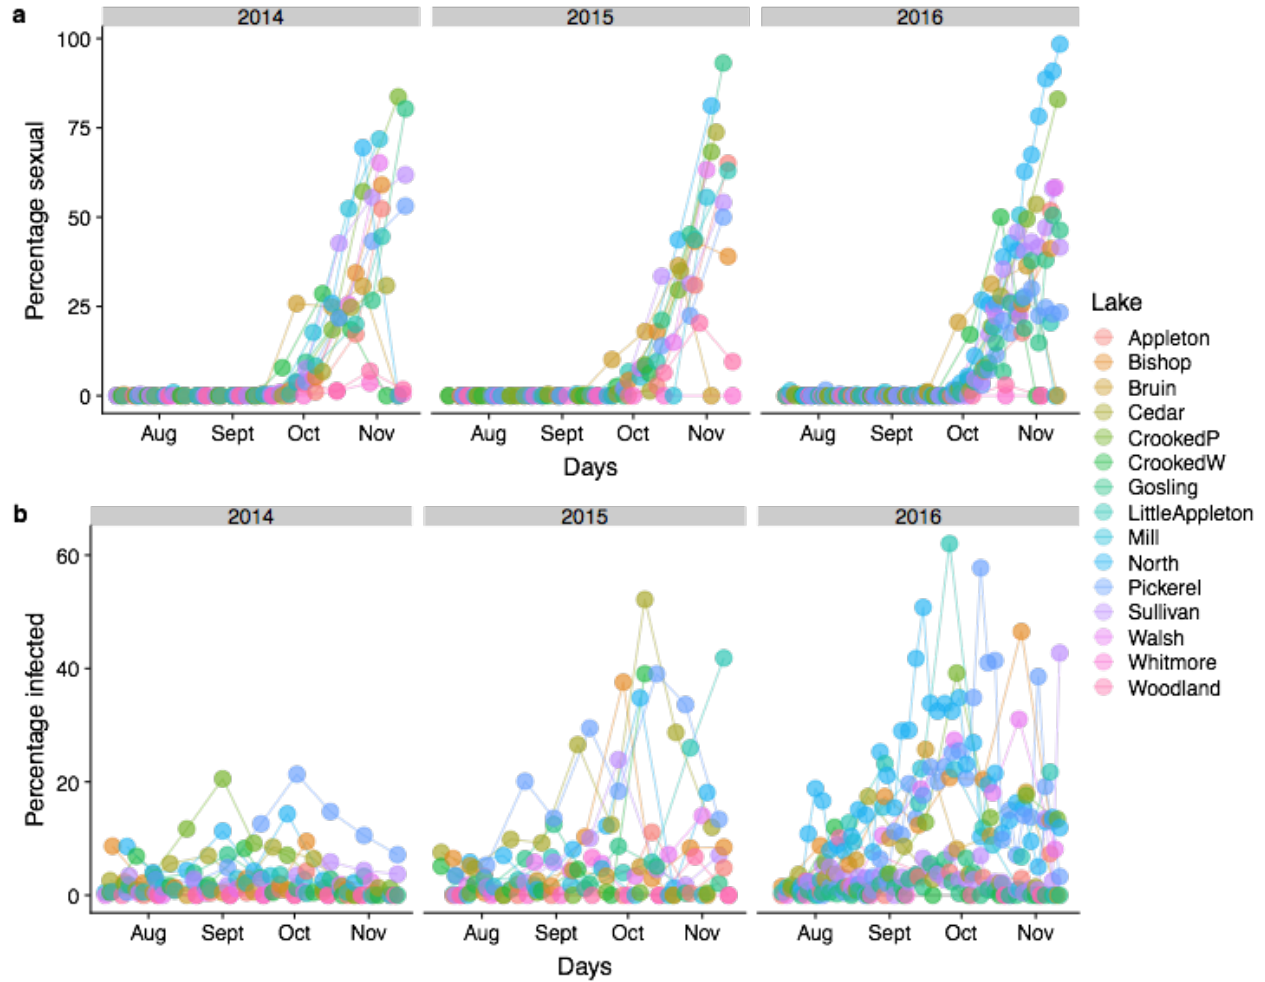 a
2014 2015 2016
100
75
50
25
0
Percentage sexual
Aug Sept Oct Nov Aug Sept Oct Nov Aug Sept Oct Nov
Days
b
2014 2015 2016
60
40
20
0
Percentage infected
Aug Sept Oct Nov Aug Sept Oct Nov Aug Sept Oct Nov
Days
Lake
Appleton
Bishop
Bruin
Cedar
CrookedP
CrookedW
Gosling
LittleAppleton
Mill
North
Pickerel
Sullivan
Walsh
Whitmore
Woodland